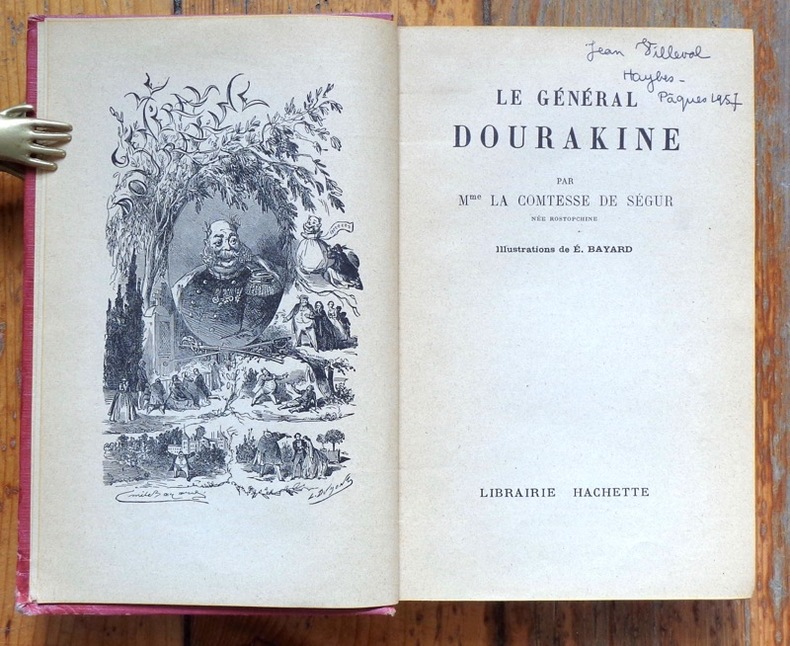 Jean Villeval
Haybes-
Pâques 1957
LE GÉNÉRAL
DOURAKINE
PAR
Mme LA COMTESSE DE SÉGUR
NÉE ROSTOPCHINE
Illustrations de É. BAYARD
LIBRAIRIE HACHETTE